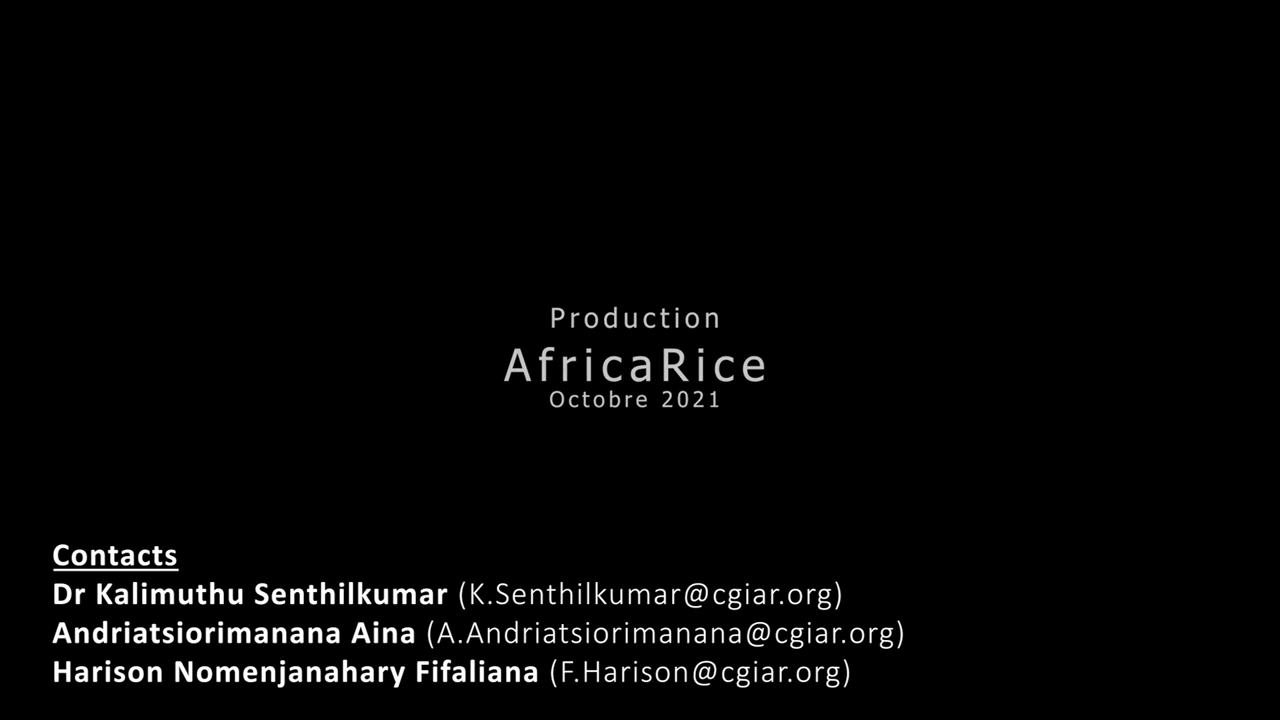 Production
AfricaRice
Octobre 2021
Contacts
Dr Kalimuthu Senthilkumar (K.Senthilkumar@cgiar.org)
Andriatsiorimanana Aina (A.Andriatsiorimanana@cgiar.org)
Harison Nomenjanahary Fifaliana (F.Harison@cgiar.org)